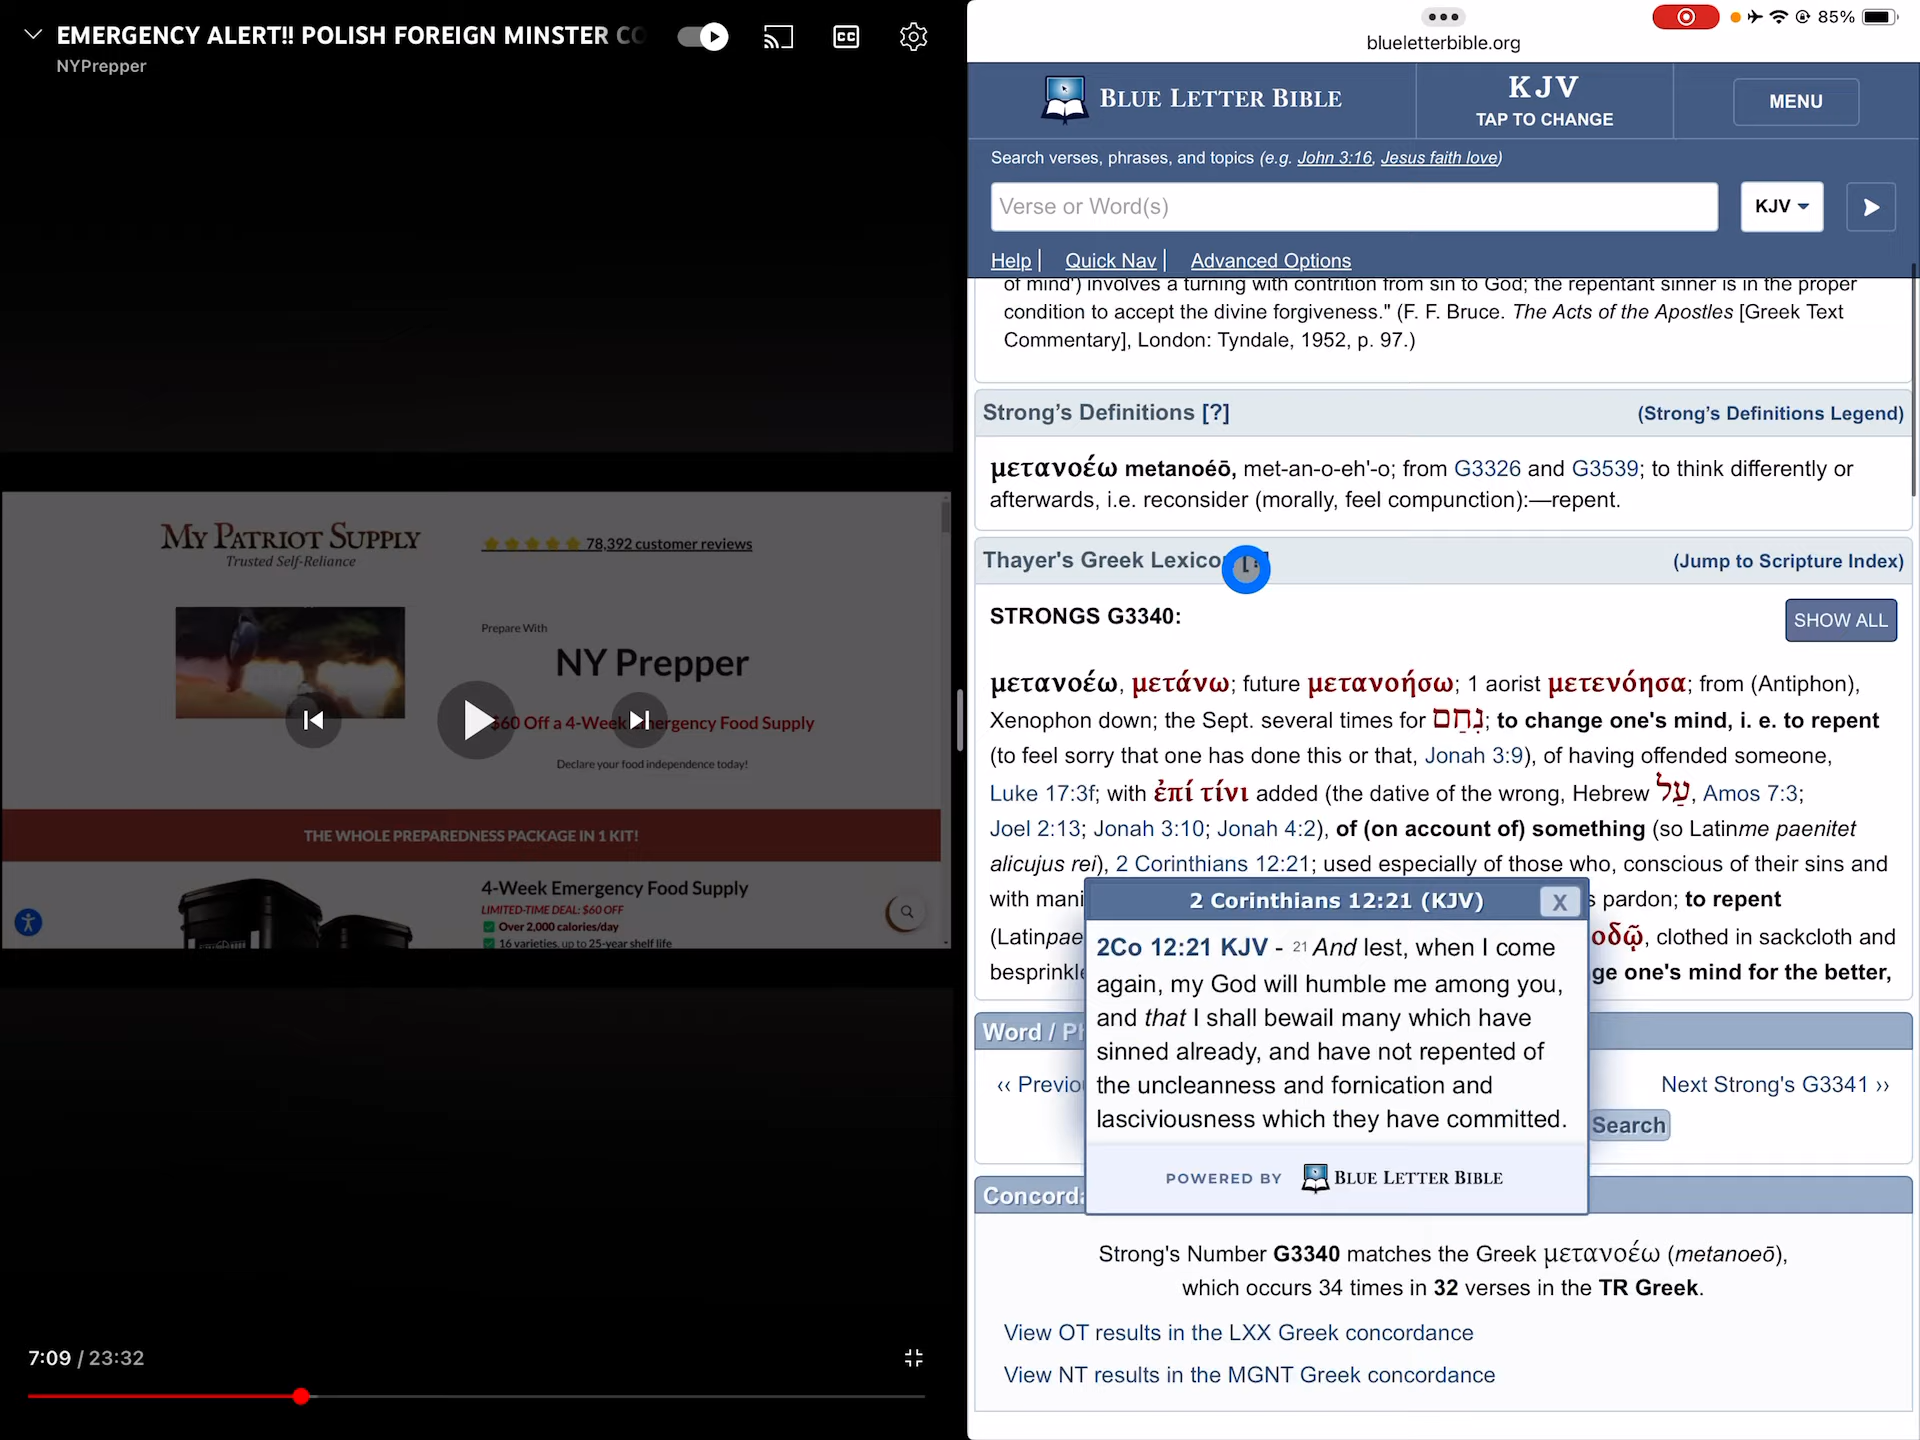 EMERGENCY ALERT!! POLISH FOREIGN MINSTER CO
NYPrepper
CC
MY PATRIOT SUPPLY
Trusted Self-Reliance
78,392 customer reviews
Prepare With
NY Prepper
$60 Off a 4-Week Emergency Food Supply
Declare your food independence today!
THE WHOLE PREPAREDNESS PACKAGE IN 1 KIT!
4-Week Emergency Food Supply
LIMITED-TIME DEAL: $60 OFF
Over 2,000 calories/day
16 varieties, up to 25-year shelf life
7:09 / 23:32
85%
blueletterbible.org
BLUE LETTER BIBLE
KJV
TAP TO CHANGE
MENU
Search verses, phrases, and topics (e.g. John 3:16, Jesus faith love)
Verse or Word(s)
KJV
Help | Quick Nav | Advanced Options
of mind') involves a turning with contrition from sin to God; the repentant sinner is in the proper
condition to accept the divine forgiveness." (F. F. Bruce. The Acts of the Apostles [Greek Text
Commentary], London: Tyndale, 1952, p. 97.)
Strong's Definitions [?]
(Strong's Definitions Legend)
μετανοέω metanoéō, met-an-o-eh'-o; from G3326 and G3539; to think differently or
afterwards, i.e. reconsider (morally, feel compunction):—repent.
Thayer's Greek Lexico
(Jump to Scripture Index)
STRONGS G3340:
SHOW ALL
μετανοέω, μετάνω; future μετανοήσω; 1 aorist μετενόησα; from (Antiphon),
Xenophon down; the Sept. several times for נִחַם; to change one's mind, i. e. to repent
(to feel sorry that one has done this or that, Jonah 3:9), of having offended someone,
Luke 17:3f; with ἐπί τίνι added (the dative of the wrong, Hebrew עַל, Amos 7:3;
Joel 2:13; Jonah 3:10; Jonah 4:2), of (on account of) something (so Latinme paenitet
alicujus rei), 2 Corinthians 12:21; used especially of those who, conscious of their sins and
with mani s pardon; to repent
(Latinpae οδῷ, clothed in sackcloth and
besprinkle ge one's mind for the better,
2 Corinthians 12:21 (KJV)
X
2Co 12:21 KJV - 21 And lest, when I come
again, my God will humble me among you,
and that I shall bewail many which have
sinned already, and have not repented of
the uncleanness and fornication and
lasciviousness which they have committed.
POWERED BY BLUE LETTER BIBLE
Word / Ph
‹‹ Previo
Next Strong's G3341 ››
Search
Concorda
Strong's Number G3340 matches the Greek μετανοέω (metanoeō),
which occurs 34 times in 32 verses in the TR Greek.
View OT results in the LXX Greek concordance
View NT results in the MGNT Greek concordance